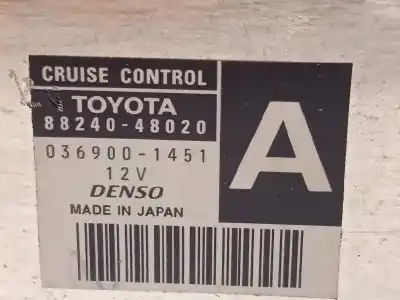 CRUISE CONTROL
TOYOTA
88240-48020
A
036900-1451
12V
DENSO
MADE IN JAPAN